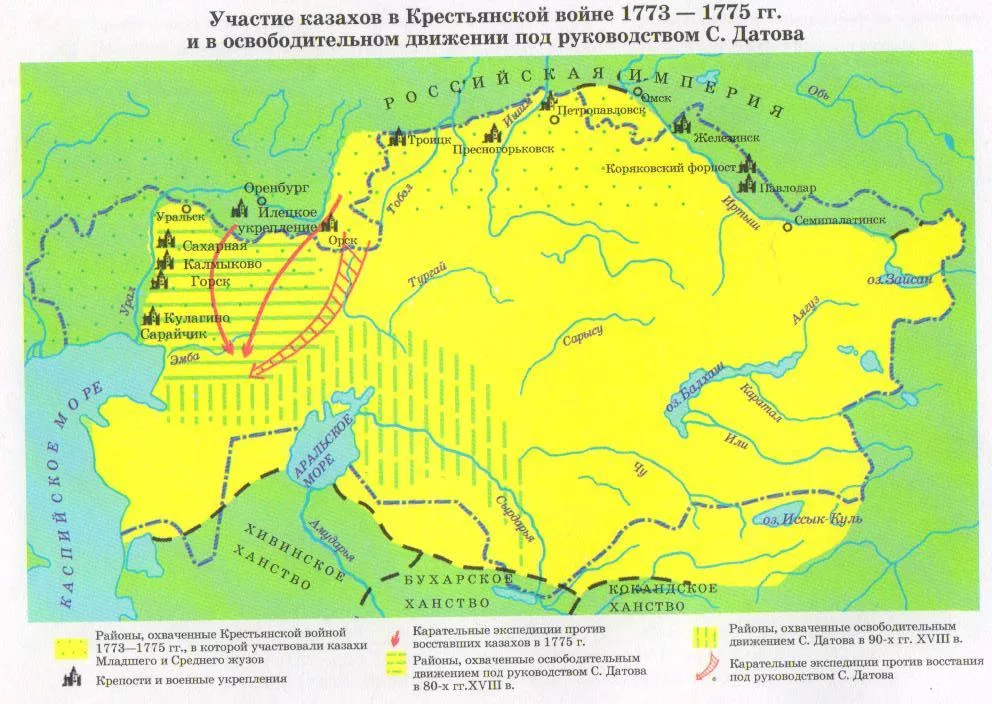 Участие казахов в Крестьянской войне 1773 — 1775 гг.
и в освободительном движении под руководством С. Датова
РОССИЙСКАЯ ИМПЕРИЯ
Обь
Омск
Петропавловск
Ишим
Троицк
Пресногорьковск
Железинск
Коряковский форпост
Павлодар
Тобал
Иртыш
Семипалатинск
Оренбург
Уральск
Илецкое
укрепление
Орск
Сахарная
Калмыково
Горск
Урал
Кулагино
Сарайчик
Эмба
Тургай
Сарысу
оз.Зайсан
Аягуз
оз.Балхаш
Каратал
Или
Чу
оз.Иссык-Куль
КАСПИЙСКОЕ МОРЕ
АРАЛЬСКОЕ
МОРЕ
Сырдарья
Амударья
ХИВИНСКОЕ
ХАНСТВО
БУХАРСКОЕ
ХАНСТВО
КОКАНДСКОЕ
ХАНСТВО
Районы, охваченные Крестьянской войной
1773—1775 гг., в которой участвовали казахи
Младшего и Среднего жузов
Крепости и военные укрепления
Карательные экспедиции против
восставших казахов в 1775 г.
Районы, охваченные освободительным
движением под руководством С. Датова
в 80-х гг.XVIII в.
Районы, охваченные освободительным
движением С. Датова в 90-х гг. XVIII в.
Карательные экспедиции против восстания
под руководством С. Датова